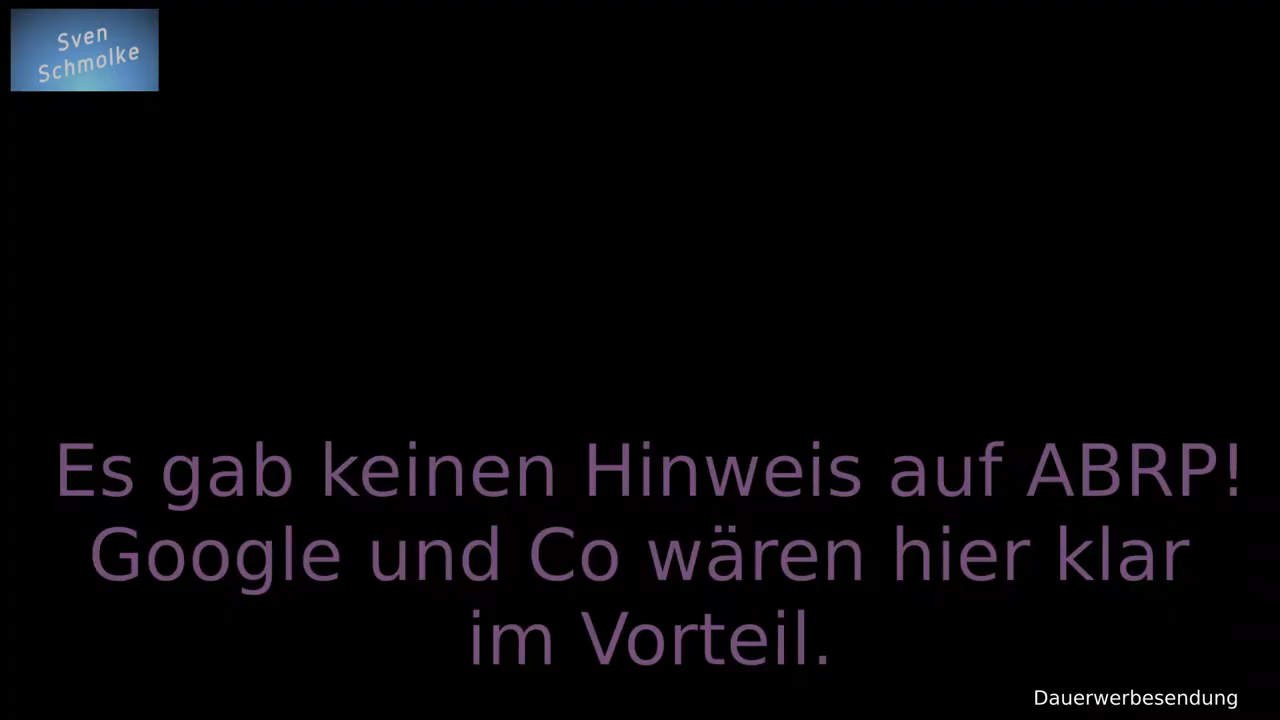 Sven
Schmolke
Es gab keinen Hinweis auf ABRP!
Google und Co wären hier klar
im Vorteil.
Dauerwerbesendung